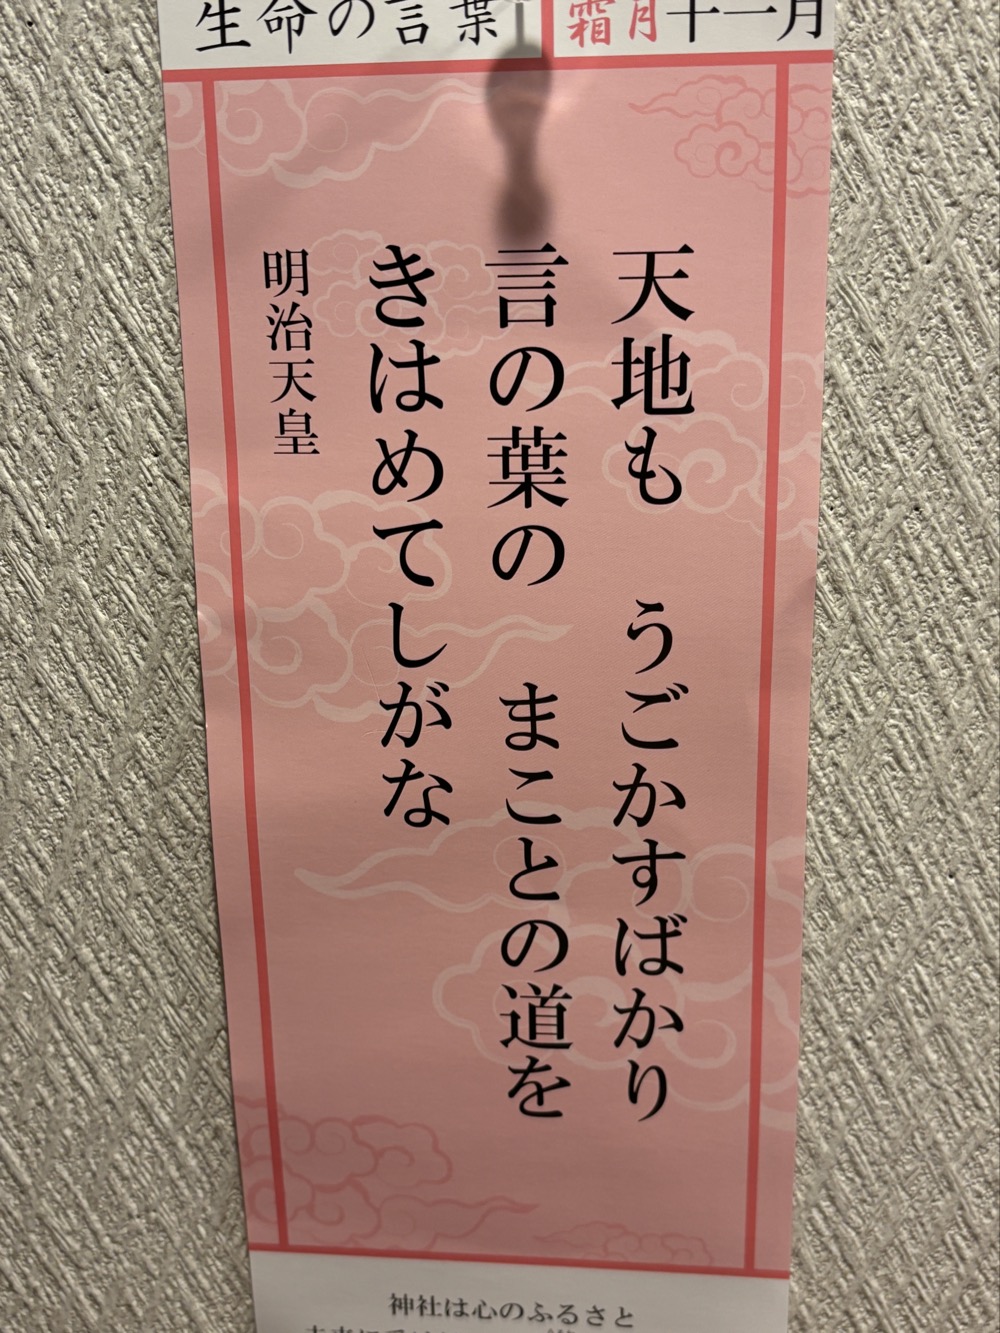 生命の言葉
霜月十一月
天地も うごかすばかり
言の葉の まことの道を
きはめてしがな
明治天皇
神社は心のふるさと